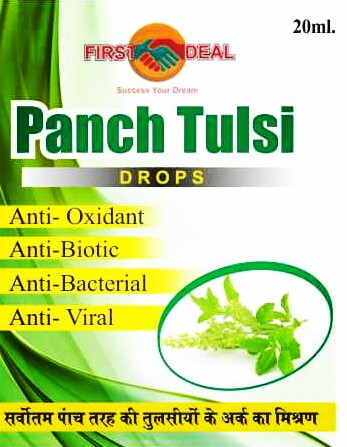 20ml.
FIRST DEAL
Success Your Dream
Panch Tulsi
DROPS
Anti- Oxidant
Anti-Biotic
Anti-Bacterial
Anti- Viral
सर्वोतम पांच तरह की तुलसीयों के अर्क का मिश्रण